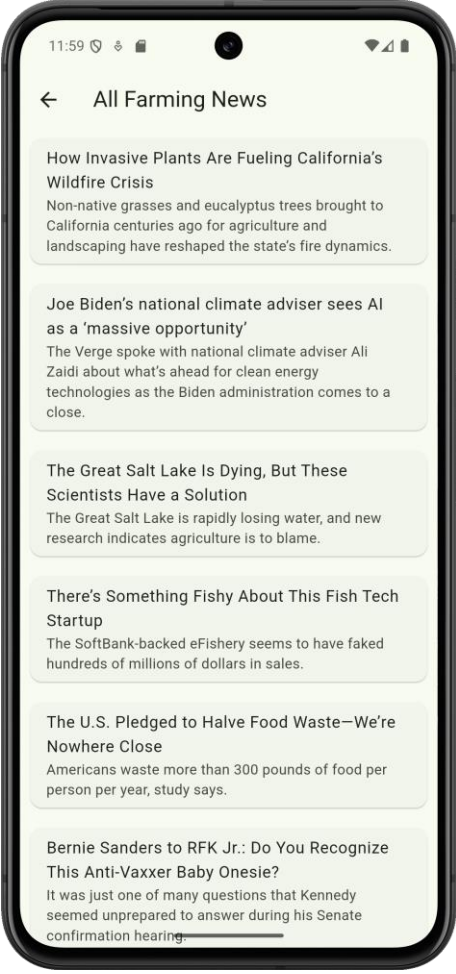 11:59
All Farming News
How Invasive Plants Are Fueling California’s
Wildfire Crisis
Non-native grasses and eucalyptus trees brought to
California centuries ago for agriculture and
landscaping have reshaped the state’s fire dynamics.
Joe Biden’s national climate adviser sees AI
as a ‘massive opportunity’
The Verge spoke with national climate adviser Ali
Zaidi about what’s ahead for clean energy
technologies as the Biden administration comes to a
close.
The Great Salt Lake Is Dying, But These
Scientists Have a Solution
The Great Salt Lake is rapidly losing water, and new
research indicates agriculture is to blame.
There’s Something Fishy About This Fish Tech
Startup
The SoftBank-backed eFishery seems to have faked
hundreds of millions of dollars in sales.
The U.S. Pledged to Halve Food Waste—We’re
Nowhere Close
Americans waste more than 300 pounds of food per
person per year, study says.
Bernie Sanders to RFK Jr.: Do You Recognize
This Anti-Vaxxer Baby Onesie?
It was just one of many questions that Kennedy
seemed unprepared to answer during his Senate
confirmation hearing.